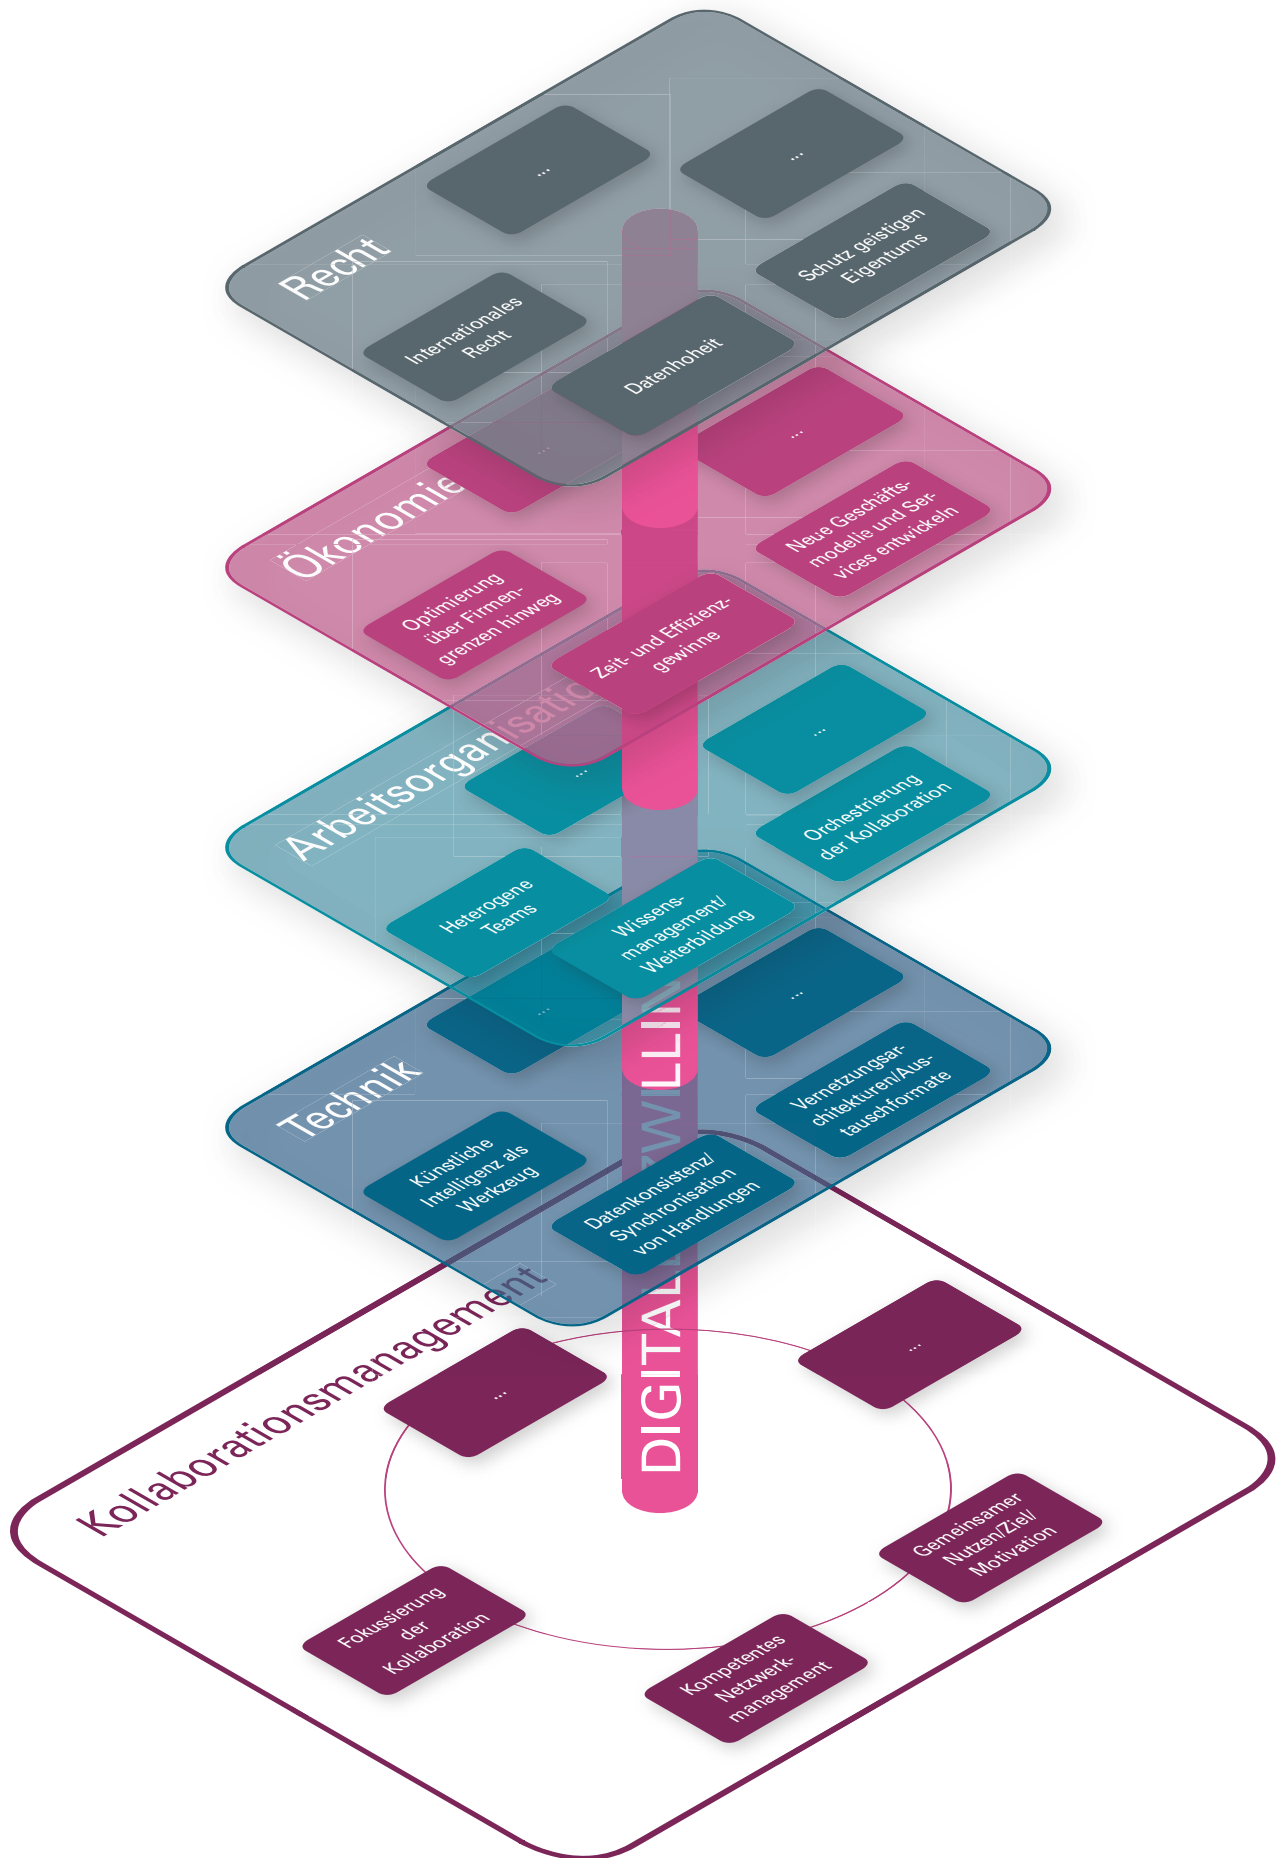 ...
...
Recht
Schutz geistigen
Eigentums
Internationales
Recht
Datenhoheit
...
...
Ökonomie
Neue Geschäfts-
modelle und Ser-
vices entwickeln
Optimierung
über Firmen-
grenzen hinweg
Zeit- und Effizienz-
gewinne
...
...
Arbeitsorganisatio
Orchestrierung
der Kollaboration
Heterogene
Teams
Wissens-
management/
Weiterbildung
...
...
Technik
Vernetzungsar-
chitekturen/Aus-
tauschformate
Künstliche
Intelligenz als
Werkzeug
Datenkonsistenz/
Synchronisation
von Handlungen
DIGITALER ZWILLING
Kollaborationsmanagement
...
...
Gemeinsamer
Nutzen/Ziel/
Motivation
Fokussierung
der
Kollaboration
Kompetentes
Netzwerk-
management